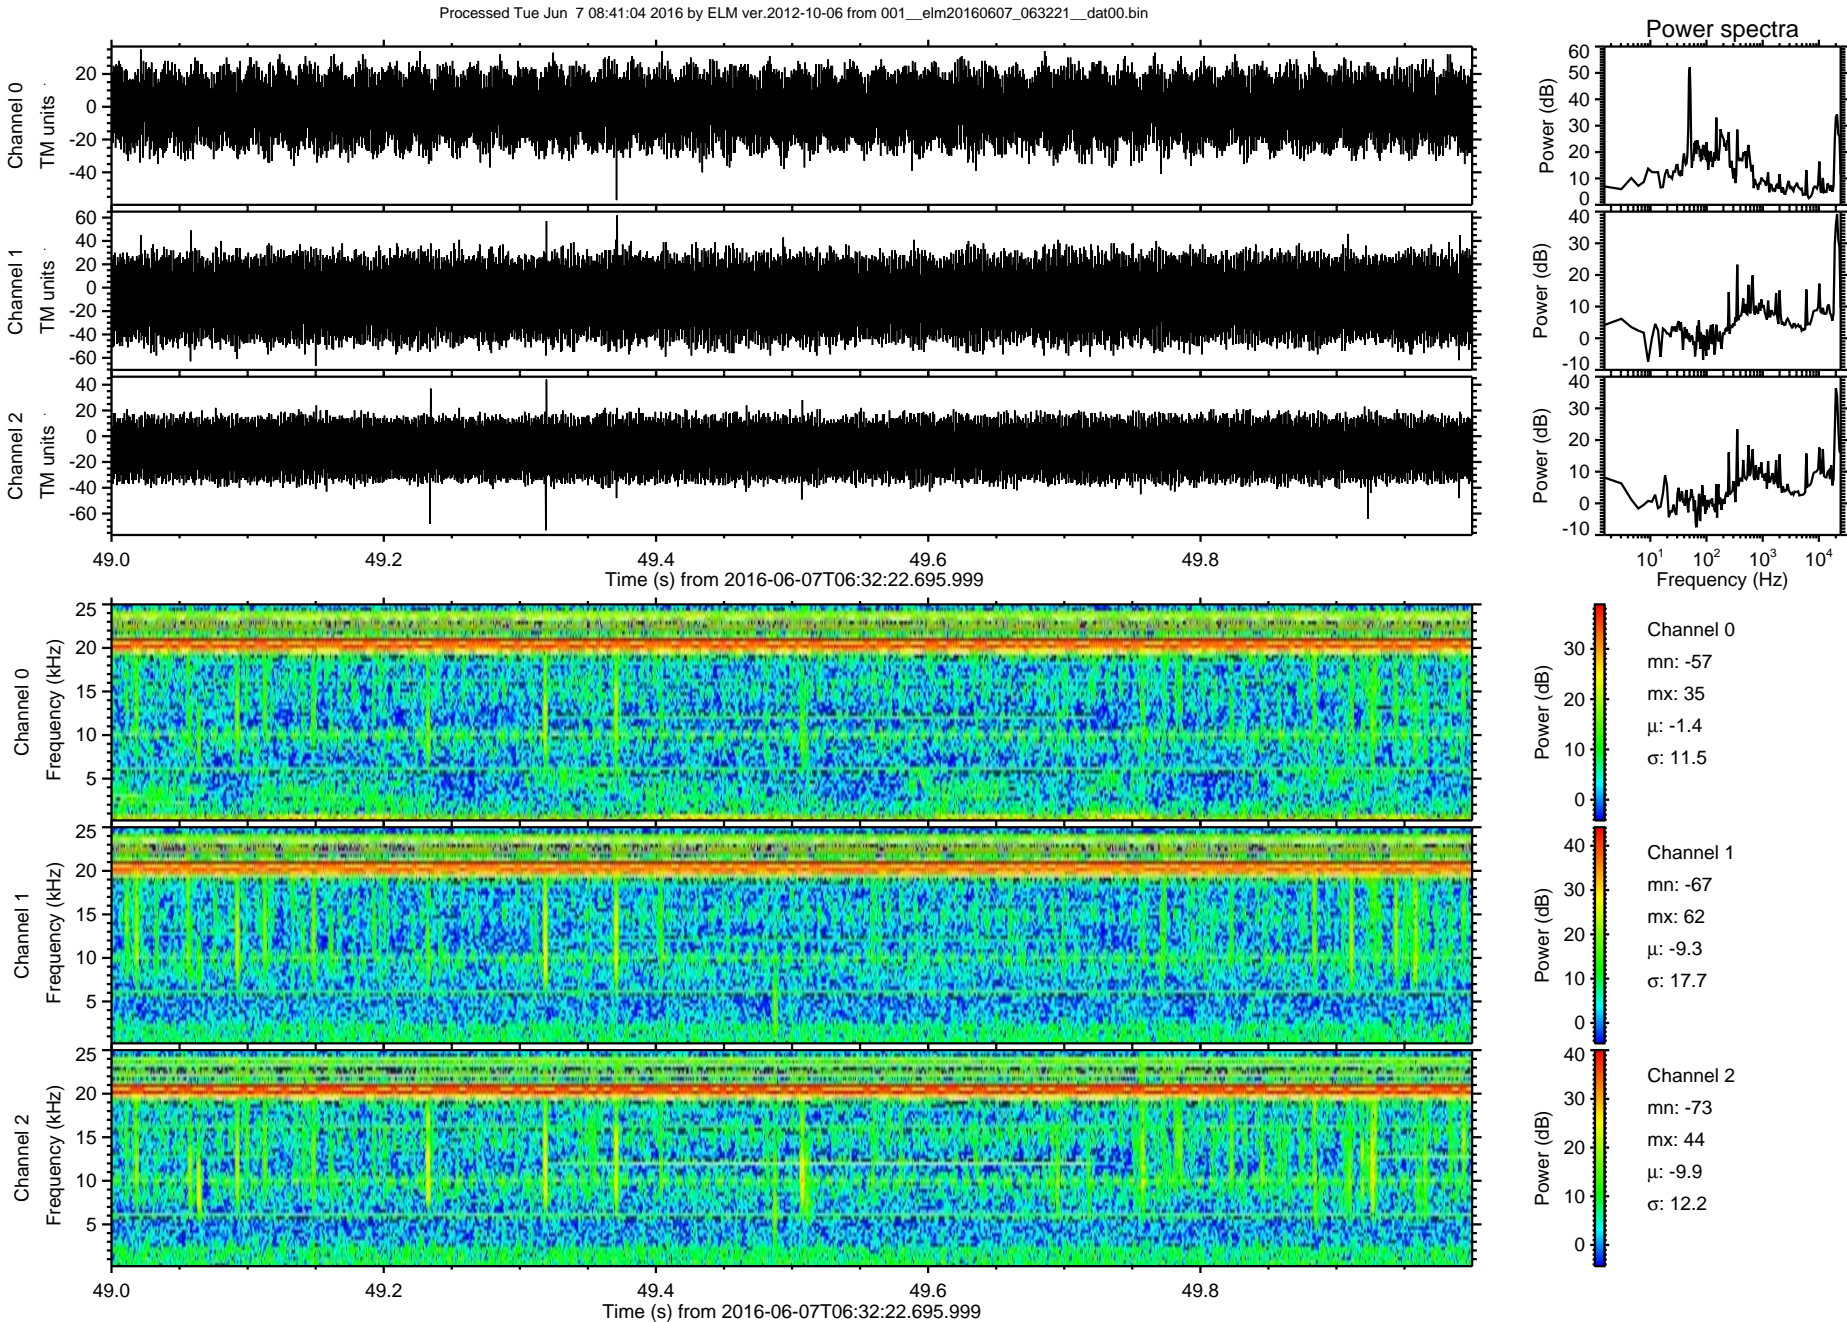 Processed Tue Jun  7 08:41:04 2016 by ELM ver.2012-10-06 from 001__elm20160607_063221__dat00.bin
Power spectra
Channel 0
TM units
20
0
-20
-40
Power (dB)
60
50
40
30
20
10
0
Channel 1
TM units
60
40
20
0
-20
-40
-60
Power (dB)
40
30
20
10
0
-10
Channel 2
TM units
40
20
0
-20
-40
-60
Power (dB)
40
30
20
10
0
-10
49.0 49.2 49.4 49.6 49.8
Time (s) from 2016-06-07T06:32:22.695.999
10¹ 10² 10³ 10⁴
Frequency (Hz)
Channel 0
Frequency (kHz)
25
20
15
10
5
Power (dB)
30
20
10
0
Channel 0
mn: -57
mx: 35
μ: -1.4
σ: 11.5
Channel 1
Frequency (kHz)
25
20
15
10
5
Power (dB)
40
30
20
10
0
Channel 1
mn: -67
mx: 62
μ: -9.3
σ: 17.7
Channel 2
Frequency (kHz)
25
20
15
10
5
Power (dB)
40
30
20
10
0
Channel 2
mn: -73
mx: 44
μ: -9.9
σ: 12.2
49.0 49.2 49.4 49.6 49.8
Time (s) from 2016-06-07T06:32:22.695.999